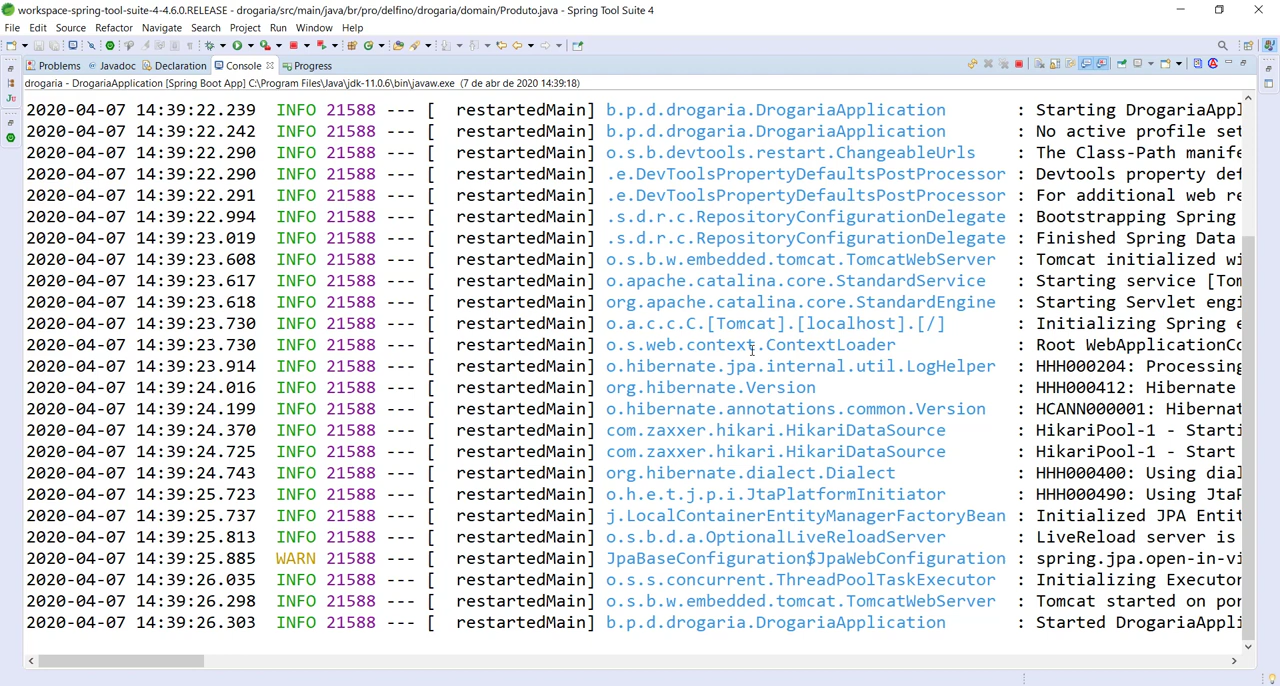 workspace-spring-tool-suite-4-4.6.0.RELEASE - drogaria/src/main/java/br/pro/delfino/drogaria/domain/Produto.java - Spring Tool Suite 4
File Edit Source Refactor Navigate Search Project Run Window Help
Problems Javadoc Declaration Console Progress
drogaria - DrogariaApplication [Spring Boot App] C:\Program Files\Java\jdk-11.0.6\bin\javaw.exe (7 de abr de 2020 14:39:18)
2020-04-07 14:39:22.239 INFO 21588 --- [ restartedMain] b.p.d.drogaria.DrogariaApplication : Starting DrogariaAppl
2020-04-07 14:39:22.242 INFO 21588 --- [ restartedMain] b.p.d.drogaria.DrogariaApplication : No active profile set
2020-04-07 14:39:22.290 INFO 21588 --- [ restartedMain] o.s.b.devtools.restart.ChangeableUrls : The Class-Path manife
2020-04-07 14:39:22.290 INFO 21588 --- [ restartedMain] .e.DevToolsPropertyDefaultsPostProcessor : Devtools property def
2020-04-07 14:39:22.291 INFO 21588 --- [ restartedMain] .e.DevToolsPropertyDefaultsPostProcessor : For additional web re
2020-04-07 14:39:22.994 INFO 21588 --- [ restartedMain] .s.d.r.c.RepositoryConfigurationDelegate : Bootstrapping Spring
2020-04-07 14:39:23.019 INFO 21588 --- [ restartedMain] .s.d.r.c.RepositoryConfigurationDelegate : Finished Spring Data
2020-04-07 14:39:23.608 INFO 21588 --- [ restartedMain] o.s.b.w.embedded.tomcat.TomcatWebServer : Tomcat initialized wi
2020-04-07 14:39:23.617 INFO 21588 --- [ restartedMain] o.apache.catalina.core.StandardService : Starting service [Tom
2020-04-07 14:39:23.618 INFO 21588 --- [ restartedMain] org.apache.catalina.core.StandardEngine : Starting Servlet engi
2020-04-07 14:39:23.730 INFO 21588 --- [ restartedMain] o.a.c.c.C.[Tomcat].[localhost].[/] : Initializing Spring e
2020-04-07 14:39:23.730 INFO 21588 --- [ restartedMain] o.s.web.context.ContextLoader : Root WebApplicationCo
2020-04-07 14:39:23.914 INFO 21588 --- [ restartedMain] o.hibernate.jpa.internal.util.LogHelper : HHH000204: Processing
2020-04-07 14:39:24.016 INFO 21588 --- [ restartedMain] org.hibernate.Version : HHH000412: Hibernate
2020-04-07 14:39:24.199 INFO 21588 --- [ restartedMain] o.hibernate.annotations.common.Version : HCANN000001: Hibernat
2020-04-07 14:39:24.370 INFO 21588 --- [ restartedMain] com.zaxxer.hikari.HikariDataSource : HikariPool-1 - Starti
2020-04-07 14:39:24.725 INFO 21588 --- [ restartedMain] com.zaxxer.hikari.HikariDataSource : HikariPool-1 - Start
2020-04-07 14:39:24.743 INFO 21588 --- [ restartedMain] org.hibernate.dialect.Dialect : HHH000400: Using dial
2020-04-07 14:39:25.723 INFO 21588 --- [ restartedMain] o.h.e.t.j.p.i.JtaPlatformInitiator : HHH000490: Using JtaP
2020-04-07 14:39:25.737 INFO 21588 --- [ restartedMain] j.LocalContainerEntityManagerFactoryBean : Initialized JPA Entit
2020-04-07 14:39:25.813 INFO 21588 --- [ restartedMain] o.s.b.d.a.OptionalLiveReloadServer : LiveReload server is
2020-04-07 14:39:25.885 WARN 21588 --- [ restartedMain] JpaBaseConfiguration$JpaWebConfiguration : spring.jpa.open-in-vi
2020-04-07 14:39:26.035 INFO 21588 --- [ restartedMain] o.s.s.concurrent.ThreadPoolTaskExecutor : Initializing Executor
2020-04-07 14:39:26.298 INFO 21588 --- [ restartedMain] o.s.b.w.embedded.tomcat.TomcatWebServer : Tomcat started on por
2020-04-07 14:39:26.303 INFO 21588 --- [ restartedMain] b.p.d.drogaria.DrogariaApplication : Started DrogariaAppli